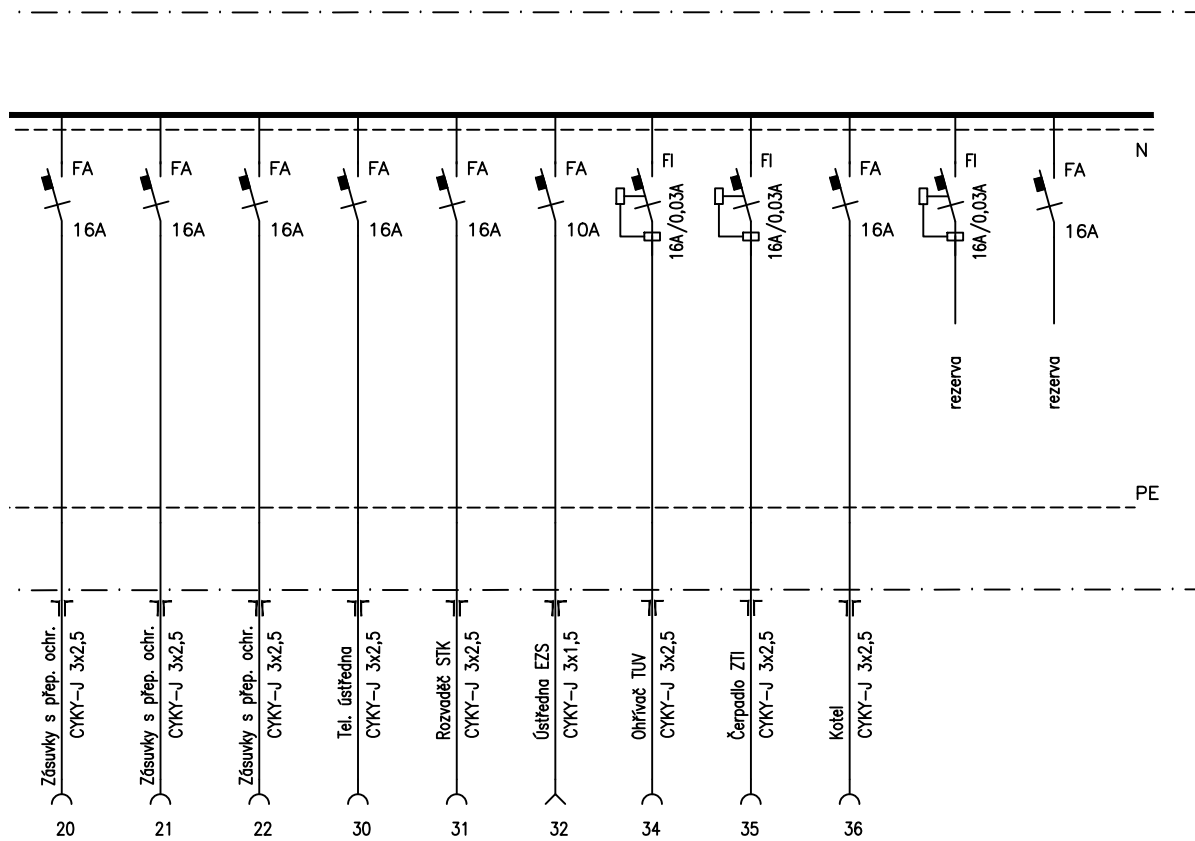 N
FA
16A
FA
16A
FA
16A
FA
16A
FA
16A
FA
10A
FI
16A/0,03A
FI
16A/0,03A
FA
16A
FI
16A/0,03A
FA
16A
rezerva
rezerva
PE
Zásuvky s přep. ochr.
CYKY-J 3x2,5
Zásuvky s přep. ochr.
CYKY-J 3x2,5
Zásuvky s přep. ochr.
CYKY-J 3x2,5
Tel. ústředna
CYKY-J 3x2,5
Rozvaděč STK
CYKY-J 3x2,5
Ústředna EZS
CYKY-J 3x1,5
Ohřívač TUV
CYKY-J 3x2,5
Čerpadlo ZTI
CYKY-J 3x2,5
Kotel
CYKY-J 3x2,5
20
21
22
30
31
32
34
35
36